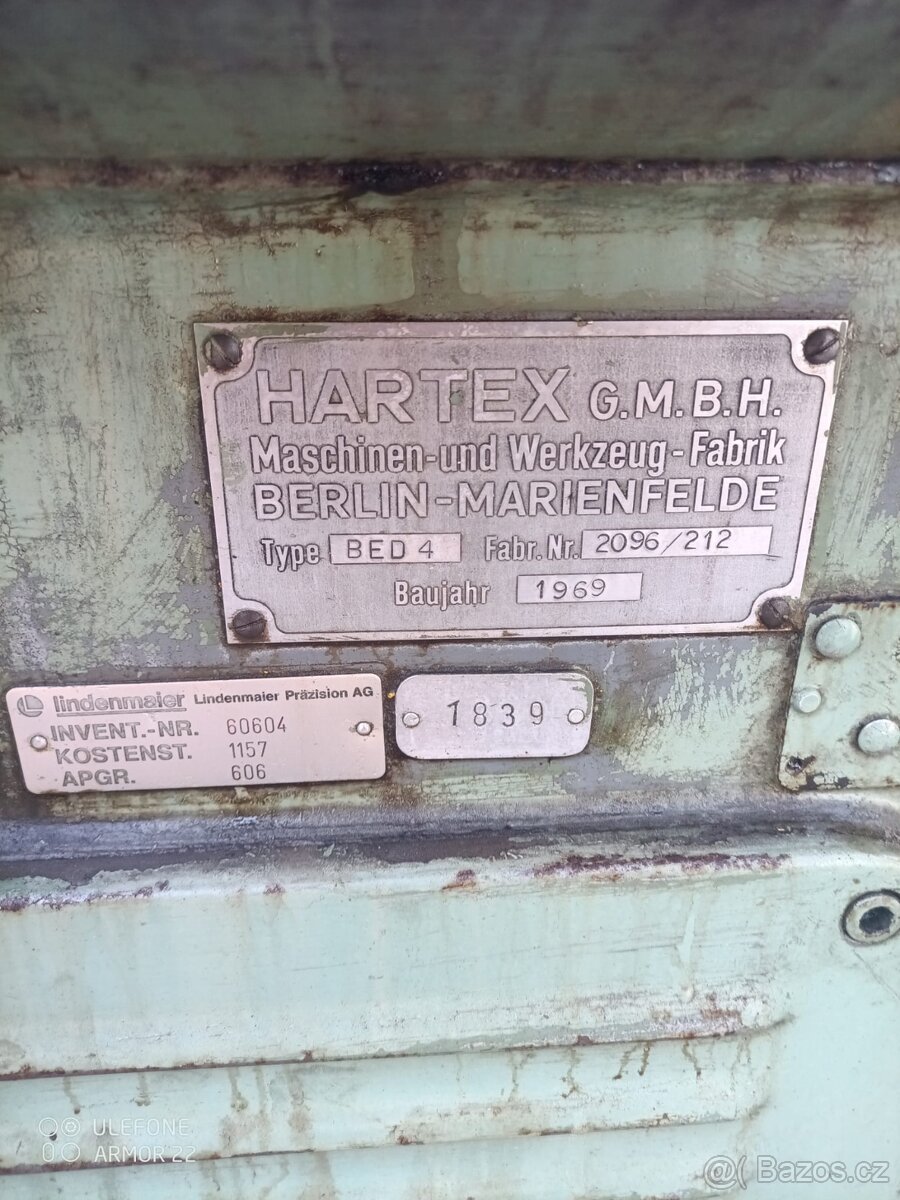 HARTEX G.M.B.H.
Maschinen-und Werkzeug-Fabrik
BERLIN-MARIENFELDE
Type BED 4 Fabr. Nr. 2096/212
Baujahr 1969
lindenmaier Lindenmaier Präzision AG
INVENT.-NR. 60604
KOSTENST. 1157
APGR. 606
1839
ULEFONE
ARMOR 22
@( Bazos.cz